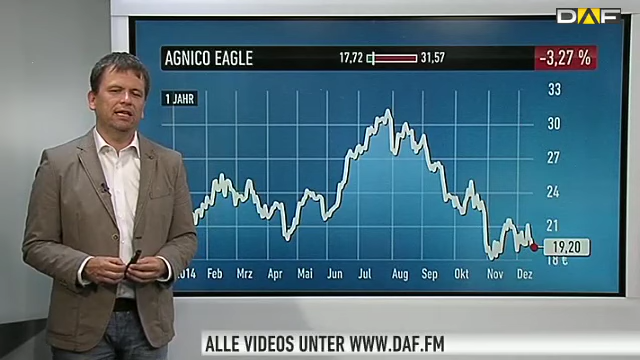 DAF
AGNICO EAGLE 17,72 31,57 -3,27 %
1 JAHR
33
30
27
24
21
19,20
18 €
2014 Feb Mrz Apr Mai Jun Jul Aug Sep Okt Nov Dez
ALLE VIDEOS UNTER WWW.DAF.FM